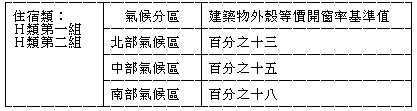 住宿類：
Ｈ類第一組
Ｈ類第二組
氣候分區 建築物外殼等價開窗率基準值
北部氣候區 百分之十三
中部氣候區 百分之十五
南部氣候區 百分之十八